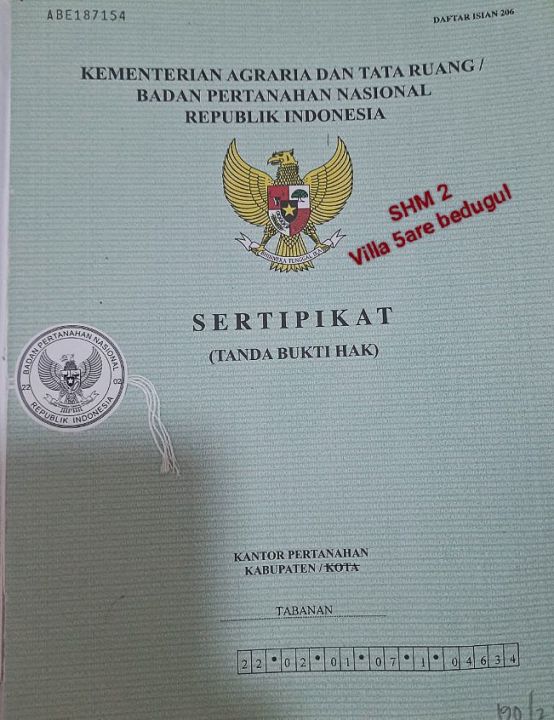 ABE187154
DAFTAR ISIAN 206
KEMENTERIAN AGRARIA DAN TATA RUANG /
BADAN PERTANAHAN NASIONAL
REPUBLIK INDONESIA
BHINNEKA TUNGGAL IKA
SHM 2
Villa 5are bedugul
SERTIPIKAT
(TANDA BUKTI HAK)
BADAN PERTANAHAN NASIONAL
22 02
REPUBLIK INDONESIA
KANTOR PERTANAHAN
KABUPATEN / KOTA
TABANAN
22•02•01•07•1•04634
190/2